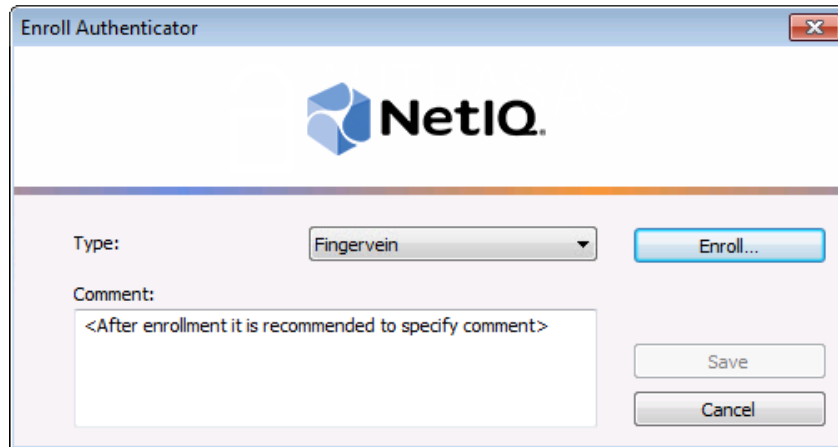 Enroll Authenticator
NetIQ.
Type:
Fingervein
Enroll...
Comment:
<After enrollment it is recommended to specify comment>
Save
Cancel